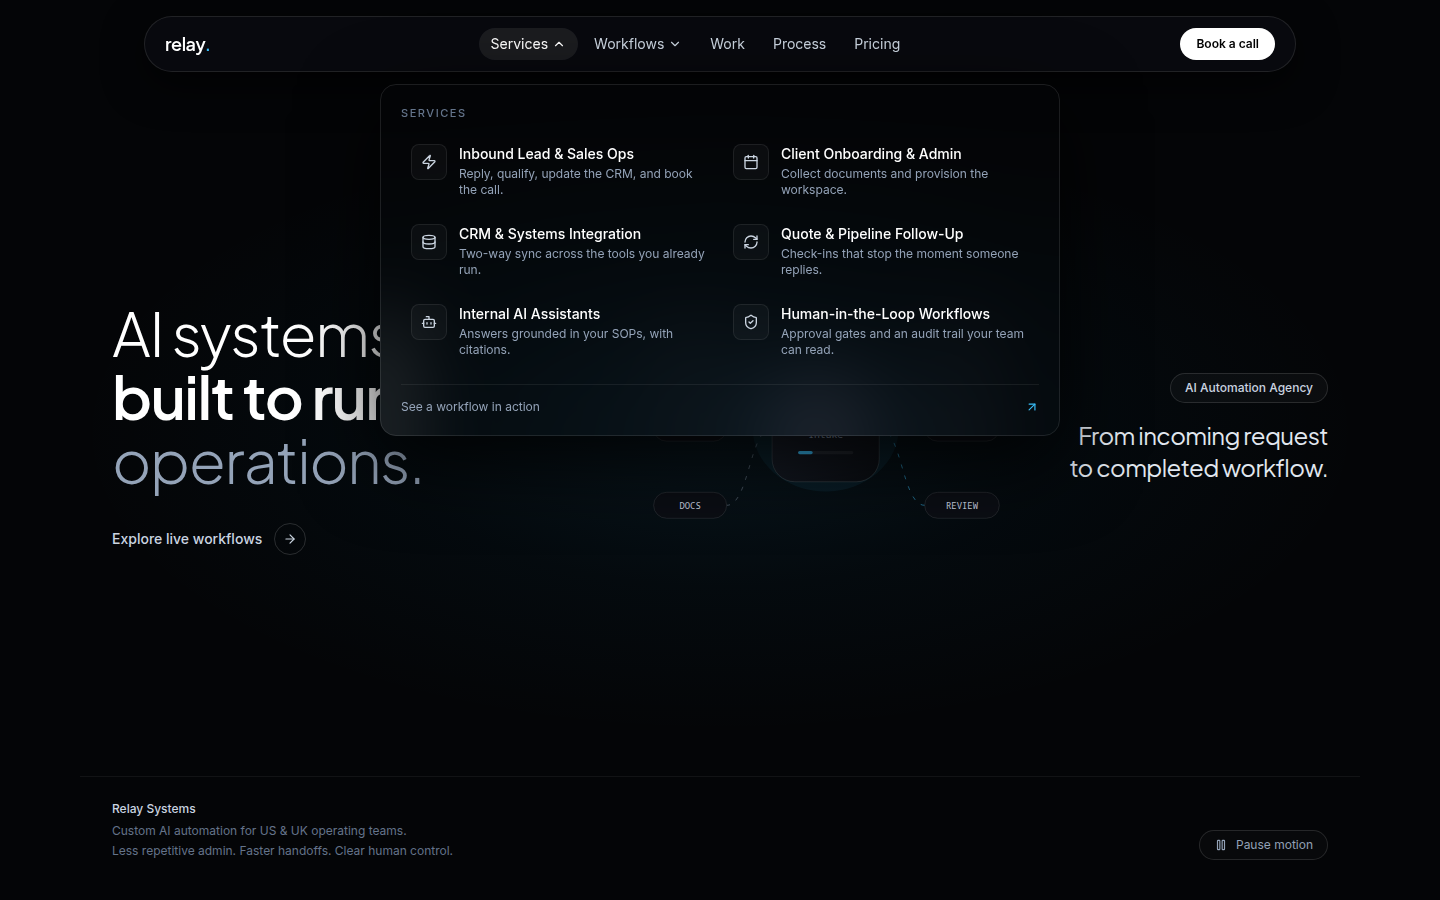 relay.
Services
Workflows
Work
Process
Pricing
Book a call
SERVICES
Inbound Lead & Sales Ops
Reply, qualify, update the CRM, and book
the call.
Client Onboarding & Admin
Collect documents and provision the
workspace.
CRM & Systems Integration
Two-way sync across the tools you already
run.
Quote & Pipeline Follow-Up
Check-ins that stop the moment someone
replies.
Internal AI Assistants
Answers grounded in your SOPs, with
citations.
Human-in-the-Loop Workflows
Approval gates and an audit trail your team
can read.
See a workflow in action
AI systems
built to run
operations.
Explore live workflows
DOCS
REVIEW
AI Automation Agency
From incoming request
to completed workflow.
Relay Systems
Custom AI automation for US & UK operating teams.
Less repetitive admin. Faster handoffs. Clear human control.
Pause motion